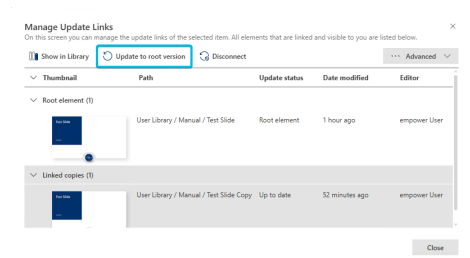 Manage Update Links
On this screen you can manage the update links of the selected item. All elements that are linked and visible to you are listed below.
Show in Library Update to root version Disconnect ··· Advanced
Thumbnail Path Update status Date modified Editor
Root element (1)
Test Slide
User Library / Manual / Test Slide Root element 1 hour ago empower User
Linked copies (1)
Test Slide
User Library / Manual / Test Slide Copy Up to date 52 minutes ago empower User
Close